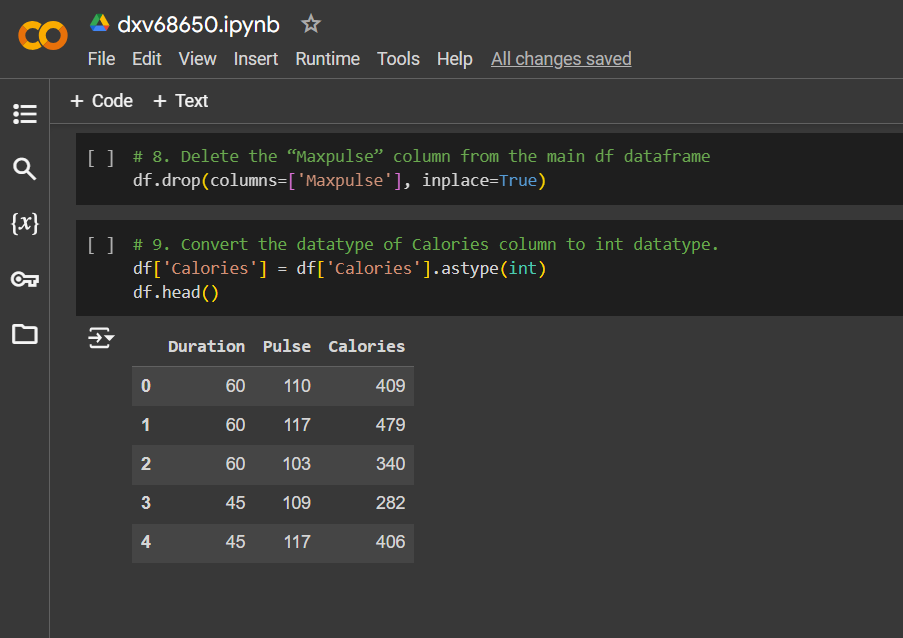 dxv68650.ipynb
File Edit View Insert Runtime Tools Help All changes saved
+ Code + Text
[ ] # 8. Delete the “Maxpulse” column from the main df dataframe
df.drop(columns=['Maxpulse'], inplace=True)
[ ] # 9. Convert the datatype of Calories column to int datatype.
df['Calories'] = df['Calories'].astype(int)
df.head()
Duration Pulse Calories
0 60 110 409
1 60 117 479
2 60 103 340
3 45 109 282
4 45 117 406
{x}